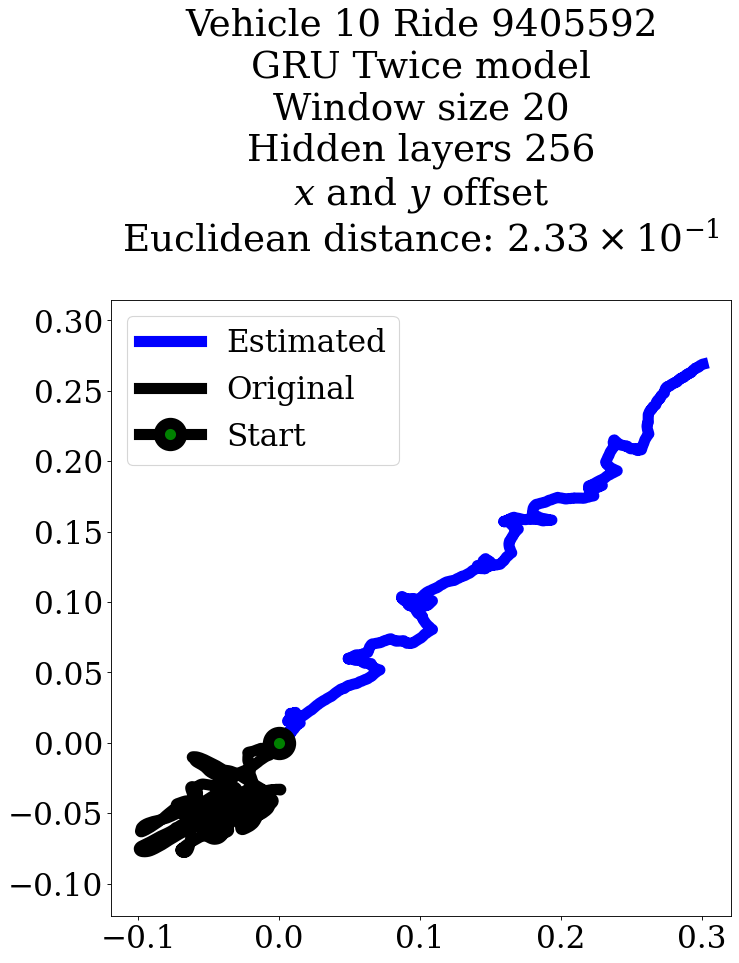 Vehicle 10 Ride 9405592
GRU Twice model
Window size 20
Hidden layers 256
x and y offset
Euclidean distance: 2.33 × 10⁻¹
Estimated
Original
Start
0.30
0.25
0.20
0.15
0.10
0.05
0.00
−0.05
−0.10
−0.1 0.0 0.1 0.2 0.3